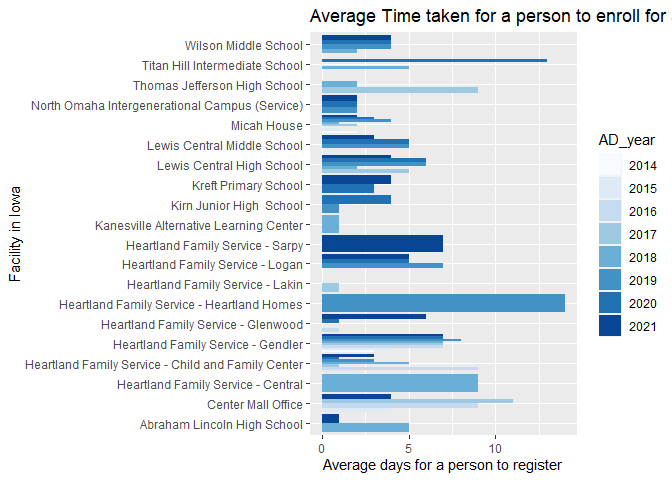 Average Time taken for a person to enroll for
Wilson Middle School
Titan Hill Intermediate School
Thomas Jefferson High School
North Omaha Intergenerational Campus (Service)
Micah House
Lewis Central Middle School
Lewis Central High School
Kreft Primary School
Kirn Junior High  School
Kanesville Alternative Learning Center
Heartland Family Service - Sarpy
Heartland Family Service - Logan
Heartland Family Service - Lakin
Heartland Family Service - Heartland Homes
Heartland Family Service - Glenwood
Heartland Family Service - Gendler
Heartland Family Service - Child and Family Center
Heartland Family Service - Central
Center Mall Office
Abraham Lincoln High School
Facility in Iowa
0
5
10
Average days for a person to register
AD_year
2014
2015
2016
2017
2018
2019
2020
2021